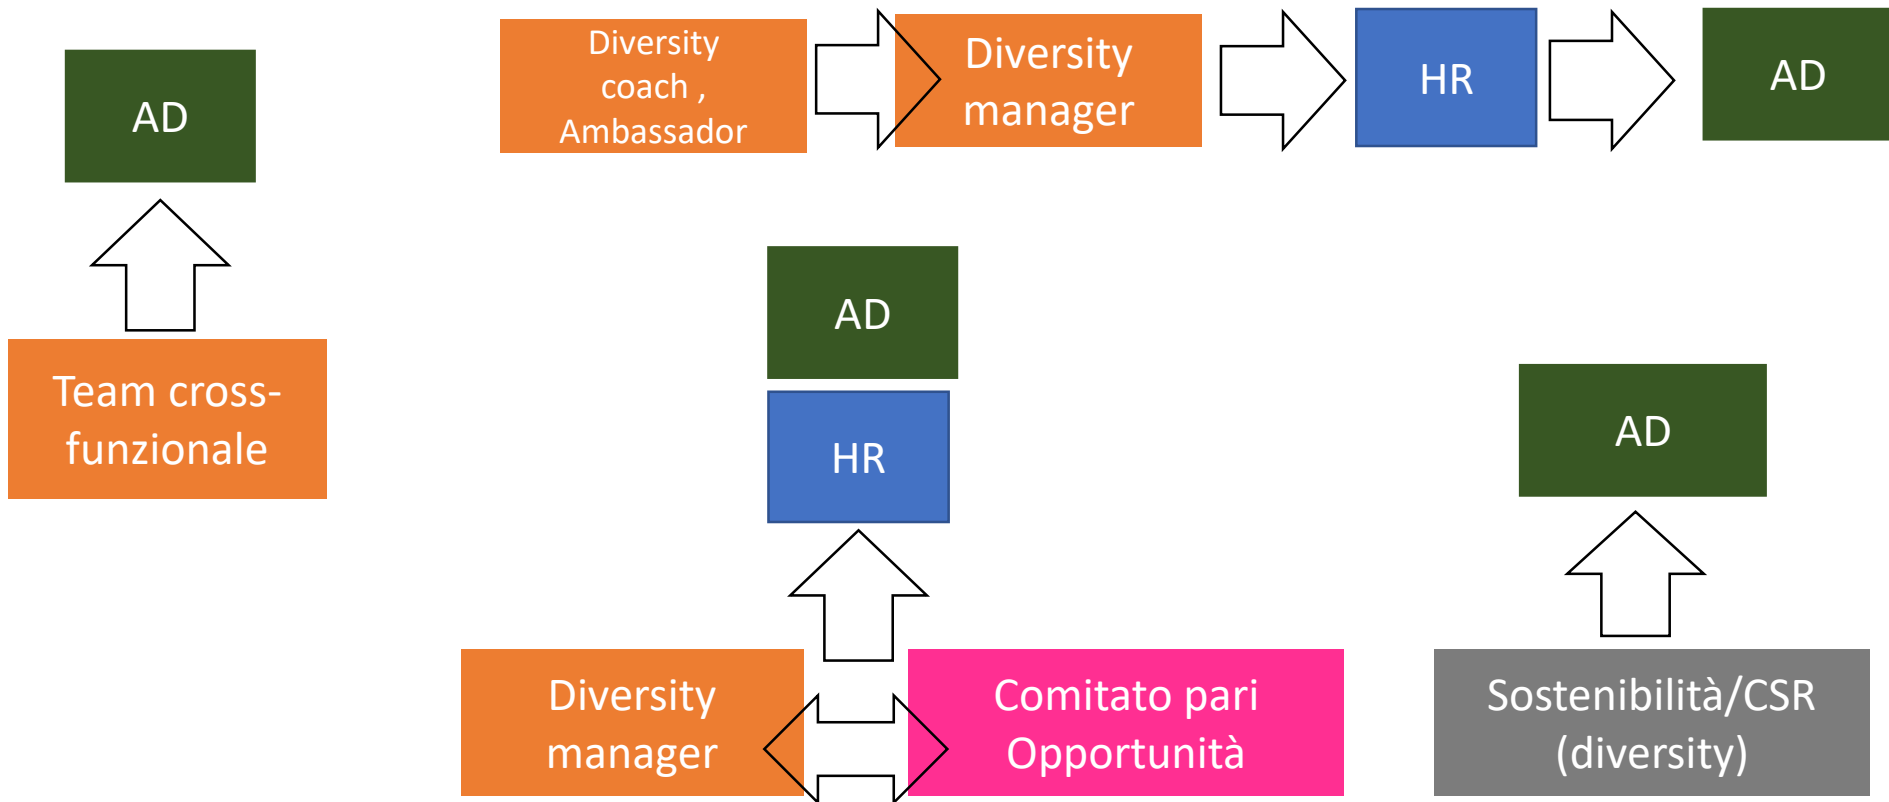 AD
Team cross-
funzionale
Diversity
coach ,
Ambassador
Diversity
manager
HR
AD
AD
HR
Diversity
manager
Comitato pari
Opportunità
AD
Sostenibilità/CSR
(diversity)